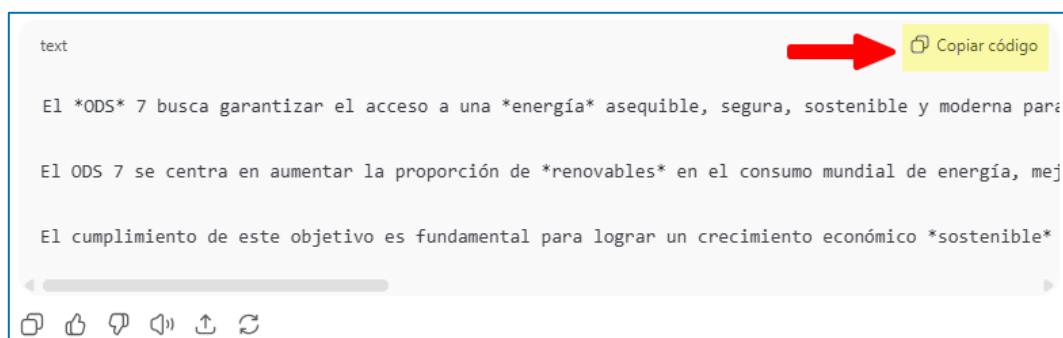 text
Copiar código
El *ODS* 7 busca garantizar el acceso a una *energía* asequible, segura, sostenible y moderna para
El ODS 7 se centra en aumentar la proporción de *renovables* en el consumo mundial de energía, mej
El cumplimiento de este objetivo es fundamental para lograr un crecimiento económico *sostenible*